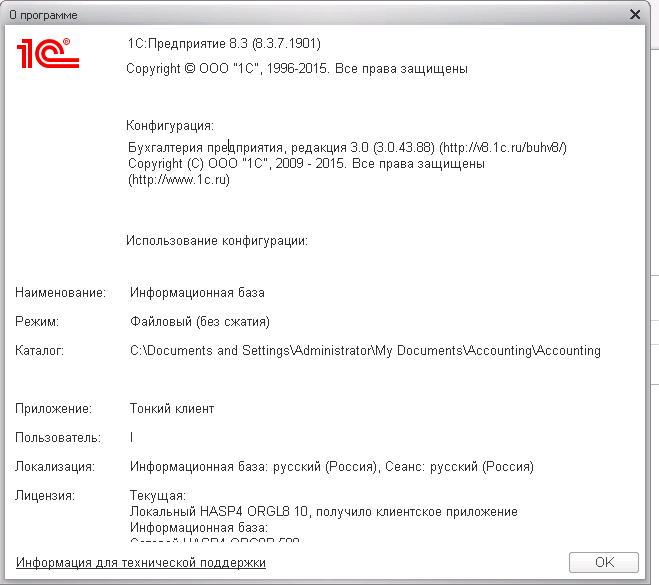 О программе
1С®
1С:Предприятие 8.3 (8.3.7.1901)
Copyright © ООО "1С", 1996-2015. Все права защищены
Конфигурация:
Бухгалтерия предприятия, редакция 3.0 (3.0.43.88) (http://v8.1c.ru/buhv8/)
Copyright (С) ООО "1С", 2009 - 2015. Все права защищены
(http://www.1c.ru)
Использование конфигурации:
Наименование: Информационная база
Режим: Файловый (без сжатия)
Каталог: C:\Documents and Settings\Administrator\My Documents\Accounting\Accounting
Приложение: Тонкий клиент
Пользователь: I
Локализация: Информационная база: русский (Россия), Сеанс: русский (Россия)
Лицензия: Текущая:
Локальный HASP4 ORGL8 10, получило клиентское приложение
Информационная база:
Сетевой HASP4 ORG8B 500
Информация для технической поддержки
OK